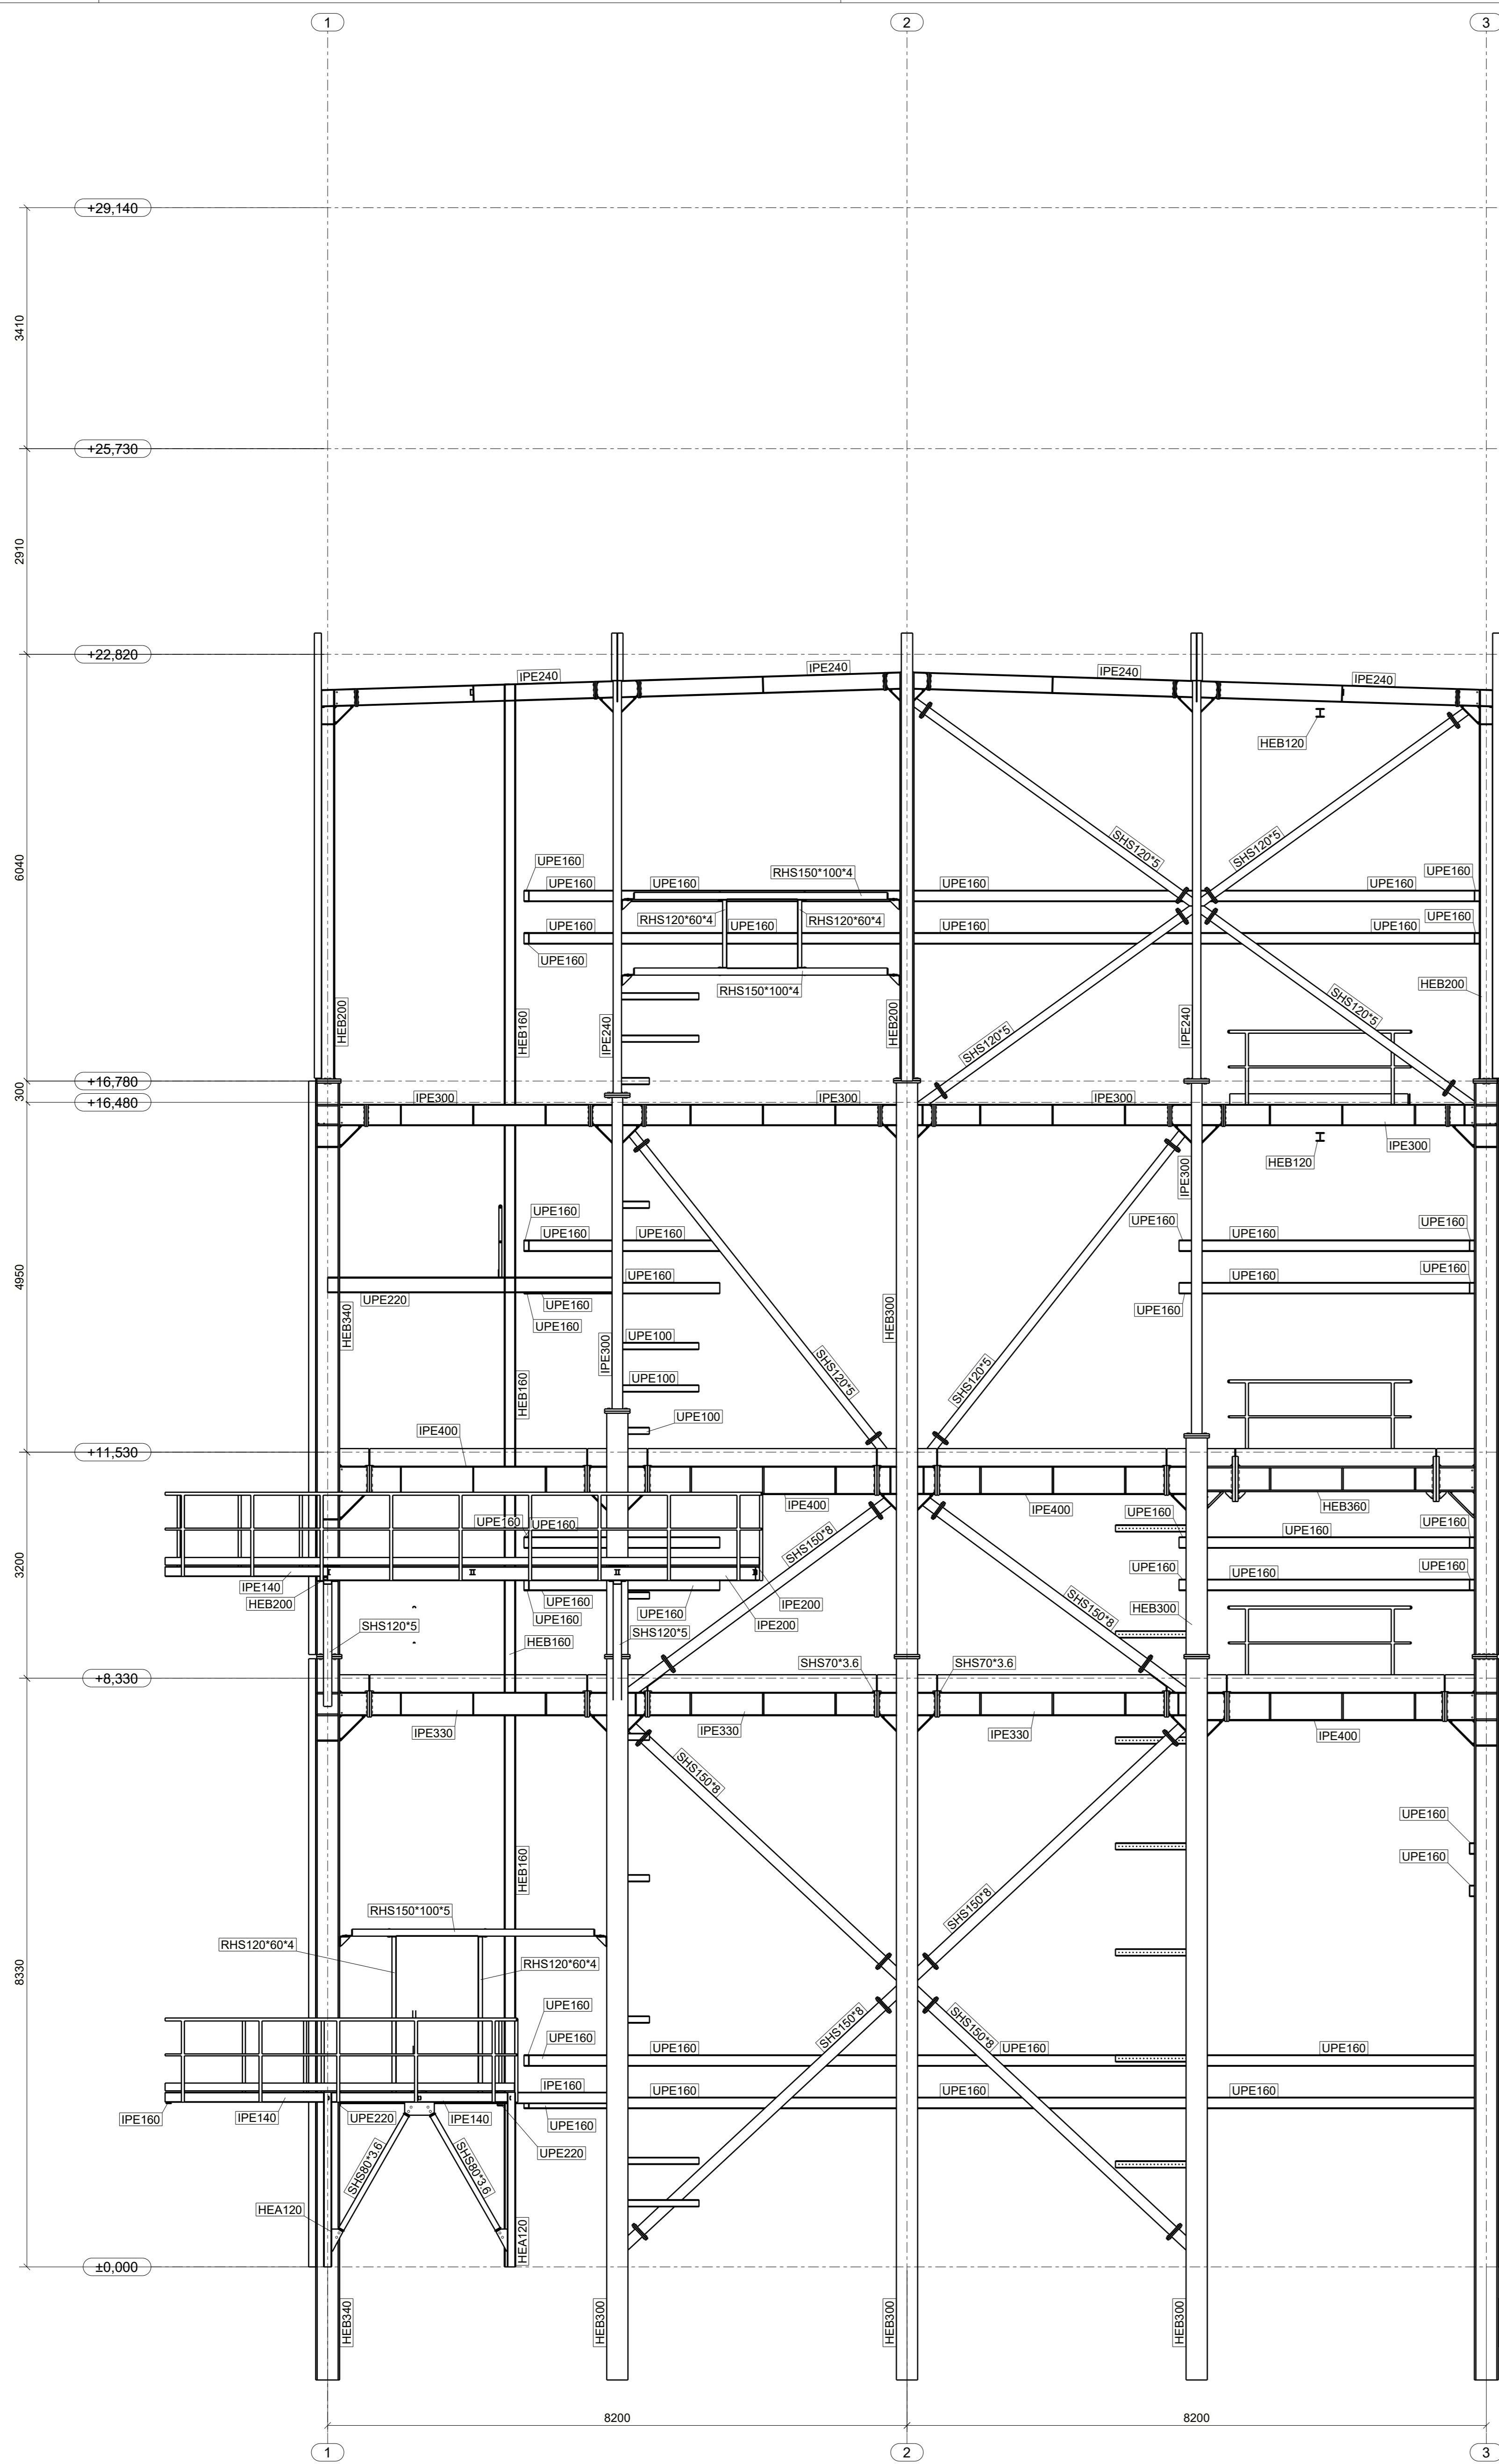 1
2
3
+29,140
3410
+25,730
2910
+22,820
IPE240
IPE240
IPE240
IPE240
HEB120
6040
SHS120*5
SHS120*5
UPE160
RHS150*100*4
UPE160
UPE160
UPE160
UPE160
UPE160
UPE160
RHS120*60*4
UPE160
RHS120*60*4
UPE160
UPE160
UPE160
UPE160
UPE160
RHS150*100*4
HEB200
HEB200
HEB160
IPE240
HEB200
SHS120*5
IPE240
SHS120*5
+16,780
300
+16,480
IPE300
IPE300
IPE300
IPE300
HEB120
IPE300
UPE160
UPE160
UPE160
UPE160
UPE160
UPE160
4950
UPE220
UPE160
UPE160
UPE160
UPE160
UPE160
UPE160
HEB340
HEB300
IPE300
UPE100
UPE100
SHS120*5
SHS120*5
HEB160
UPE100
IPE400
+11,530
IPE400
IPE400
HEB360
UPE160
UPE160
UPE160
UPE160
UPE160
SHS150*8
3200
UPE160
UPE160
UPE160
IPE140
HEB200
UPE160
UPE160
UPE160
IPE200
IPE200
SHS150*8
HEB300
SHS120*5
SHS120*5
HEB160
SHS70*3.6
SHS70*3.6
+8,330
IPE330
IPE330
IPE330
IPE400
SHS150*8
UPE160
UPE160
HEB160
SHS150*8
RHS150*100*5
RHS120*60*4
RHS120*60*4
8330
UPE160
UPE160
UPE160
SHS150*8
SHS150*8
UPE160
UPE160
IPE160
UPE160
UPE160
UPE160
IPE160
IPE140
UPE220
IPE140
UPE160
UPE220
SHS80*3.6
SHS80*3.6
HEA120
HEA120
±0,000
HEB340
HEB300
HEB300
HEB300
8200
8200
1
2
3